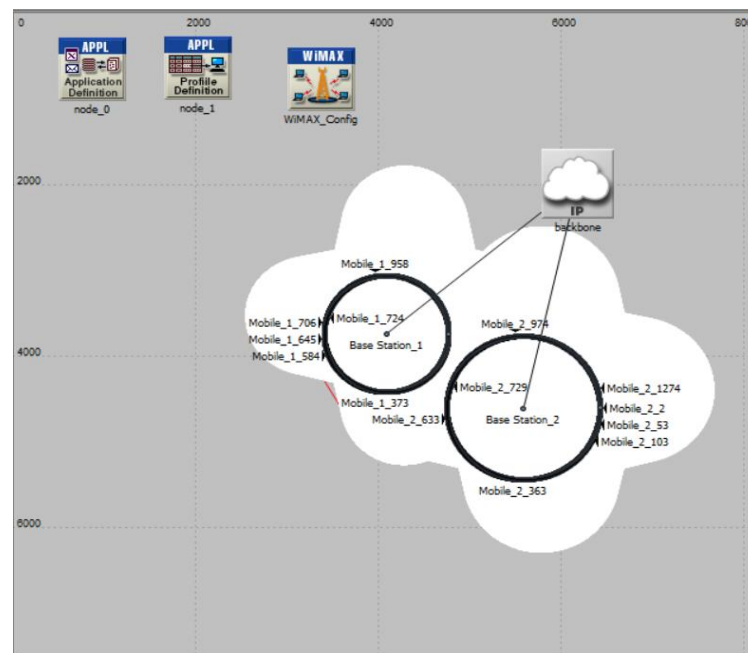 0
2000
4000
6000
APPL
Application
Definition
node_0
APPL
Profile
Definition
node_1
WiMAX
WiMAX_Config
2000
IP
backbone
Mobile_1_958
Mobile_1_706
Mobile_1_724
Mobile_1_645
Base Station_1
Mobile_1_584
Mobile_2_974
4000
Mobile_2_729
Mobile_2_1274
Mobile_1_373
Mobile_2_2
Mobile_2_633
Base Station_2
Mobile_2_53
Mobile_2_103
Mobile_2_363
6000